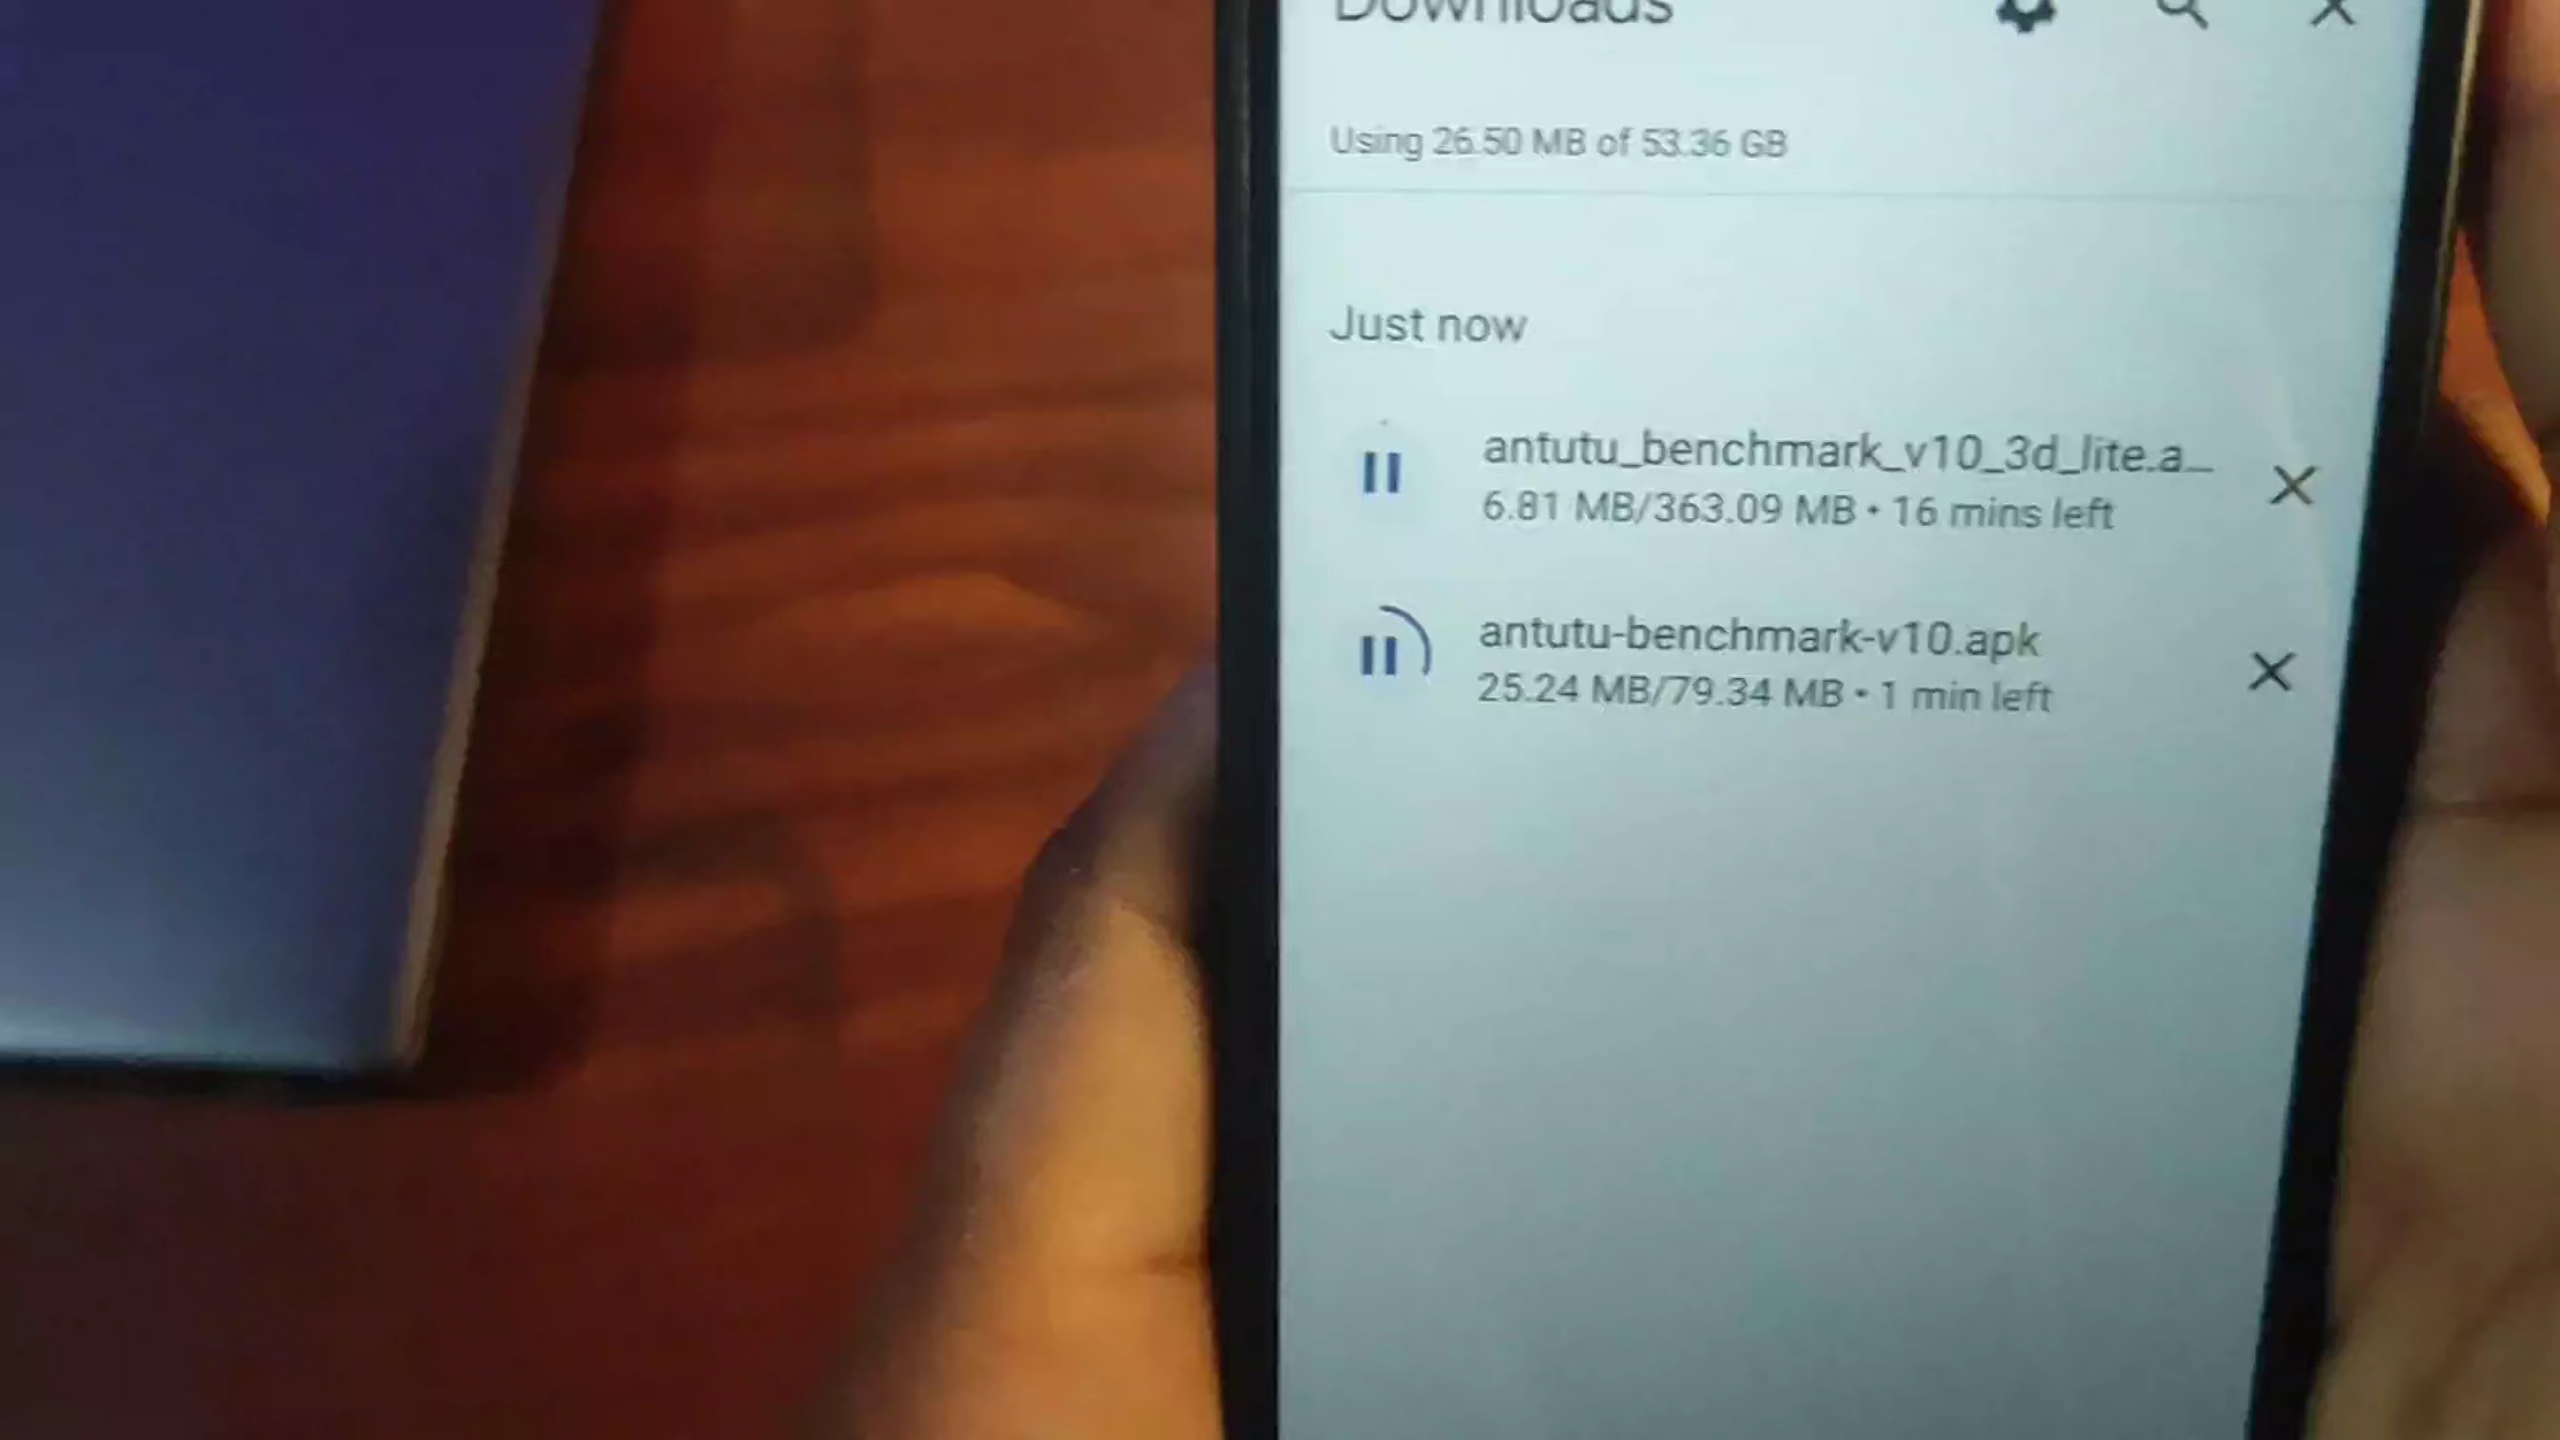 Downloads
Using 26.50 MB of 53.36 GB
Just now
antutu_benchmark_v10_3d_lite.a...
6.81 MB/363.09 MB • 16 mins left
antutu-benchmark-v10.apk
25.24 MB/79.34 MB • 1 min left